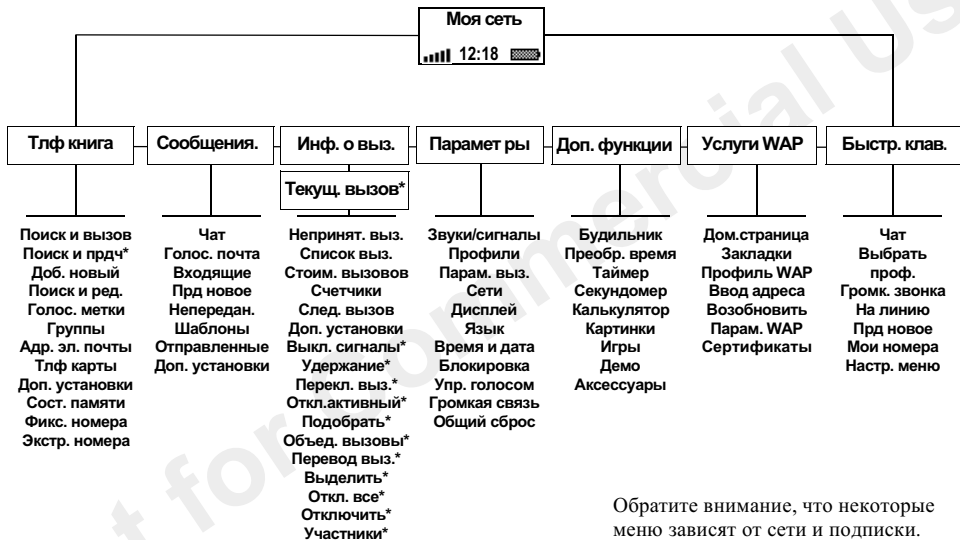 Моя сеть
12:18
Тлф книга
Сообщения.
Инф. о выз.
Парамет ры
Доп. функции
Услуги WAP
Быстр. клав.
Текущ. вызов*
Поиск и вызов
Поиск и прдч*
Доб. новый
Поиск и ред.
Голос. метки
Группы
Адр. эл. почты
Тлф карты
Доп. установки
Сост. памяти
Фикс. номера
Экстр. номера
Чат
Голос. почта
Входящие
Прд новое
Непередан.
Шаблоны
Отправленные
Доп. установки
Непринят. выз.
Список выз.
Стоим. вызовов
Счетчики
След. вызов
Доп. установки
Выкл. сигналы*
Удержание*
Перекл. выз.*
Откл.активный*
Подобрать*
Объед. вызовы*
Перевод выз.*
Выделить*
Откл. все*
Отключить*
Участники*
Звуки/сигналы
Профили
Парам. выз.
Сети
Дисплей
Язык
Время и дата
Блокировка
Упр. голосом
Громкая связь
Общий сброс
Будильник
Преобр. время
Таймер
Секундомер
Калькулятор
Картинки
Игры
Демо
Аксессуары
Дом.страница
Закладки
Профиль WAP
Ввод адреса
Возобновить
Парам. WAP
Сертификаты
Чат
Выбрать
проф.
Громк. звонка
На линию
Прд новое
Мои номера
Настр. меню
Обратите внимание, что некоторые
меню зависят от сети и подписки.
t for Commercial Us